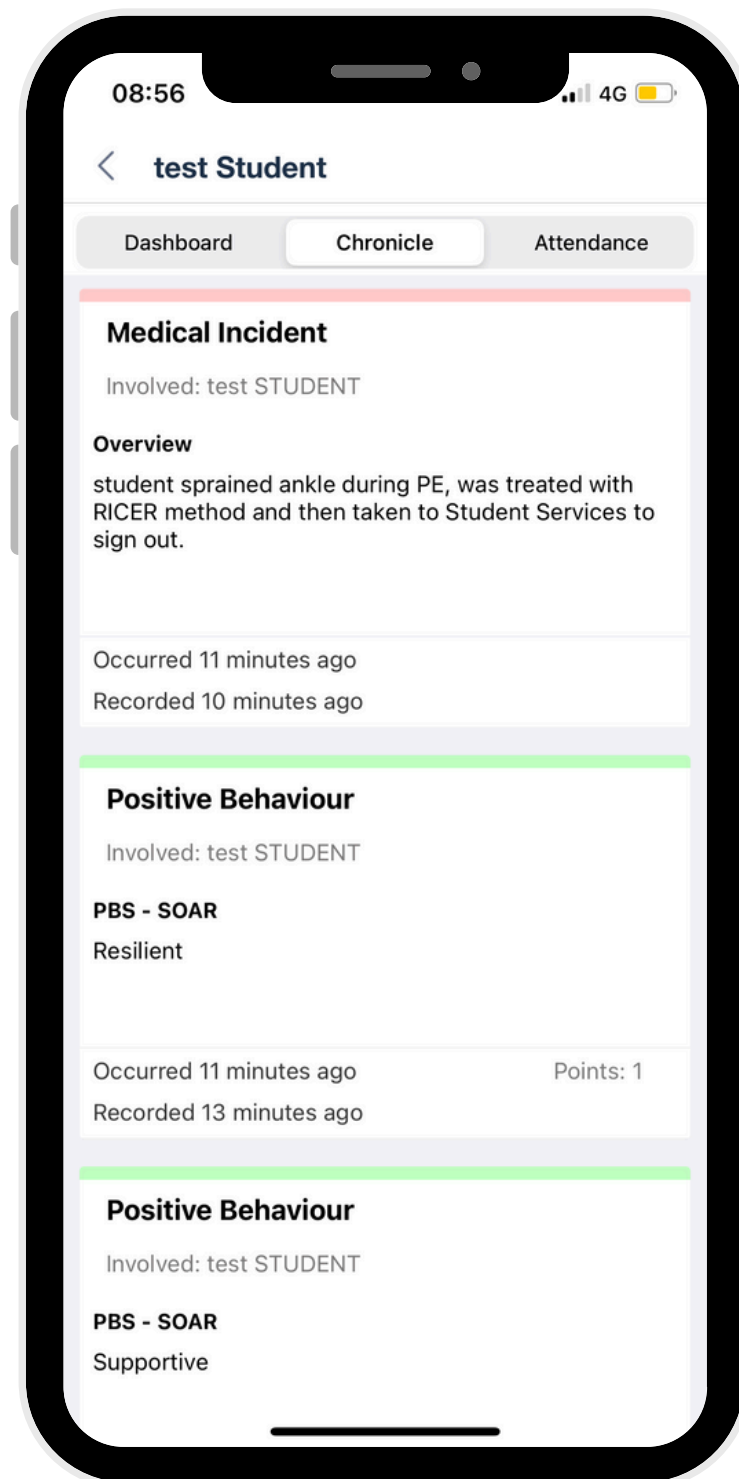 08:56
4G
test Student
Dashboard Chronicle Attendance
Medical Incident
Involved: test STUDENT
Overview
student sprained ankle during PE, was treated with
RICER method and then taken to Student Services to
sign out.
Occurred 11 minutes ago
Recorded 10 minutes ago
Positive Behaviour
Involved: test STUDENT
PBS - SOAR
Resilient
Occurred 11 minutes ago Points: 1
Recorded 13 minutes ago
Positive Behaviour
Involved: test STUDENT
PBS - SOAR
Supportive